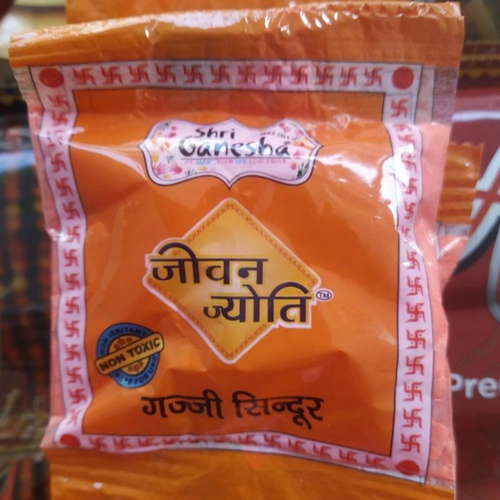 Shri
Ganesha
जीवन
ज्योति
TM
NON TOXIC
गज्जी सिन्दूर
Pre